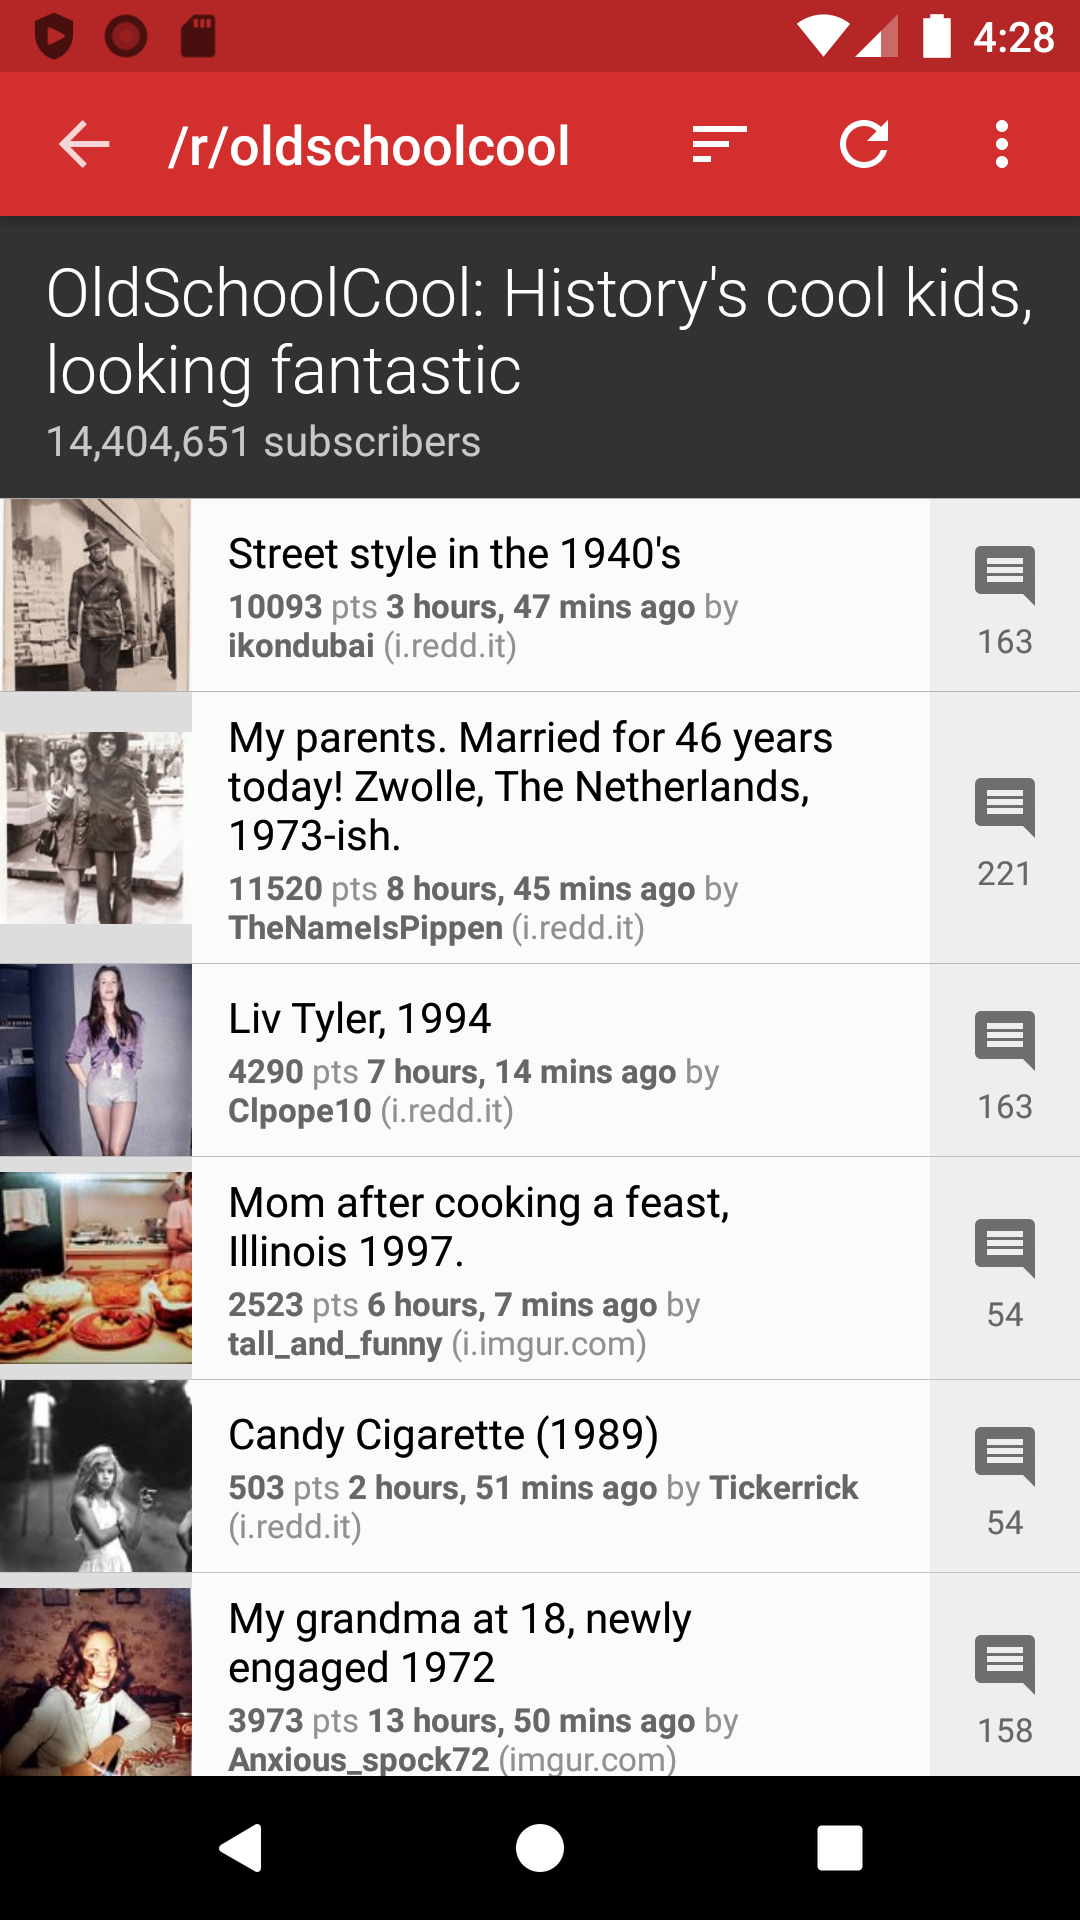 4:28
/r/oldschoolcool
OldSchoolCool: History's cool kids,
looking fantastic
14,404,651 subscribers
Street style in the 1940's
10093 pts 3 hours, 47 mins ago by
ikondubai (i.redd.it)
163
My parents. Married for 46 years
today! Zwolle, The Netherlands,
1973-ish.
11520 pts 8 hours, 45 mins ago by
TheNameIsPippen (i.redd.it)
221
Liv Tyler, 1994
4290 pts 7 hours, 14 mins ago by
Clpope10 (i.redd.it)
163
Mom after cooking a feast,
Illinois 1997.
2523 pts 6 hours, 7 mins ago by
tall_and_funny (i.imgur.com)
54
Candy Cigarette (1989)
503 pts 2 hours, 51 mins ago by Tickerrick
(i.redd.it)
54
My grandma at 18, newly
engaged 1972
3973 pts 13 hours, 50 mins ago by
Anxious_spock72 (imgur.com)
158